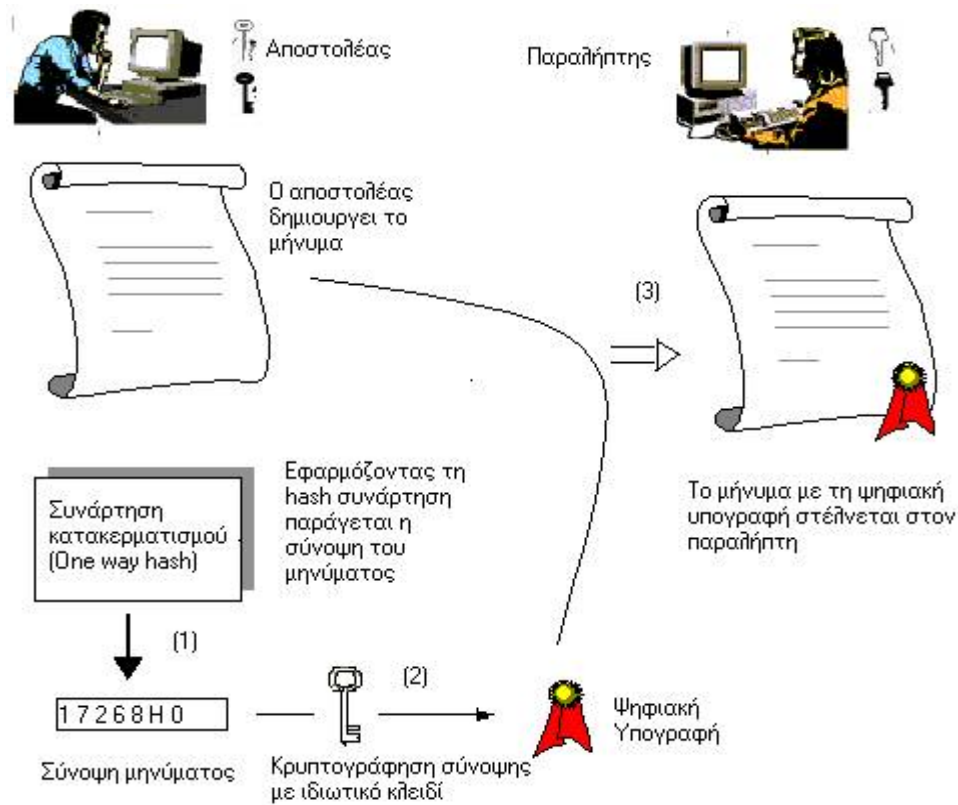 Αποστολέας
Παραλήπτης
Ο αποστολέας
δημιουργει το
μήνυμα
(3)
Εφαρμόζοντας τη
hash συνάρτηση
παράγεται η
σύνοψη του
μηνύματος
Συνάρτηση
κατακερματισμού
(One way hash)
Το μήνυμα με τη ψηφιακή
υπογραφή στέλνεται στον
παραλήπτη
(1)
(2)
17268H0
Ψηφιακή
Υπογραφή
Σύνοψη μηνύματος
Κρυπτογράφηση σύνοψης
με ιδιωτικό κλειδί